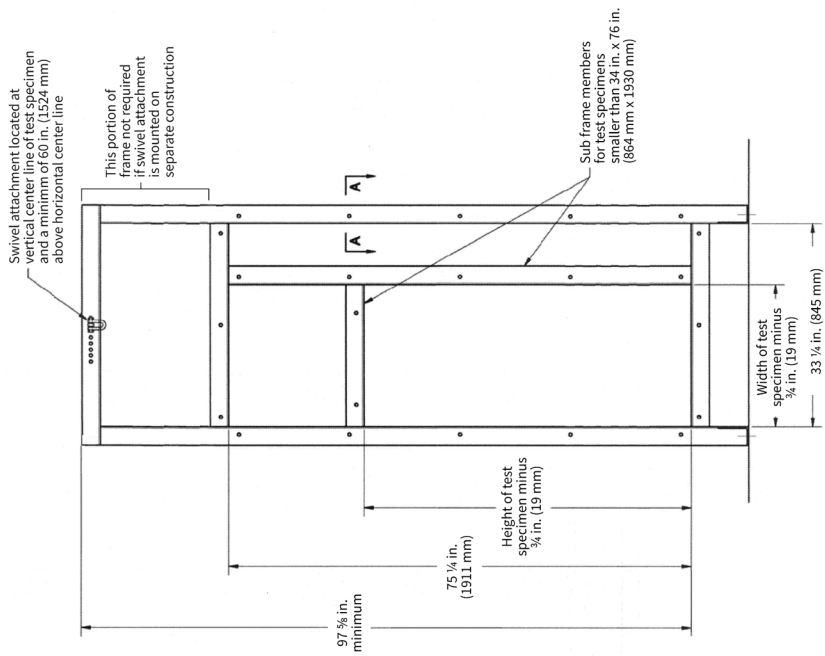 Swivel attachment located at
vertical center line of test specimen
and a minimm of 60 in. (1524 mm)
above horizontal center line
This portion of
frame not required
if swivel attachment
is mounted on
separate construction
A
A
Sub frame members
for test specimens
smaller than 34 in. x 76 in.
(864 mm x 1930 mm)
Width of test
specimen minus
¾ in. (19 mm)
33 ¼ in. (845 mm)
Height of test
specimen minus
¾ in. (19 mm)
75 ¼ in.
(1911 mm)
97 ⅝ in.
minimum